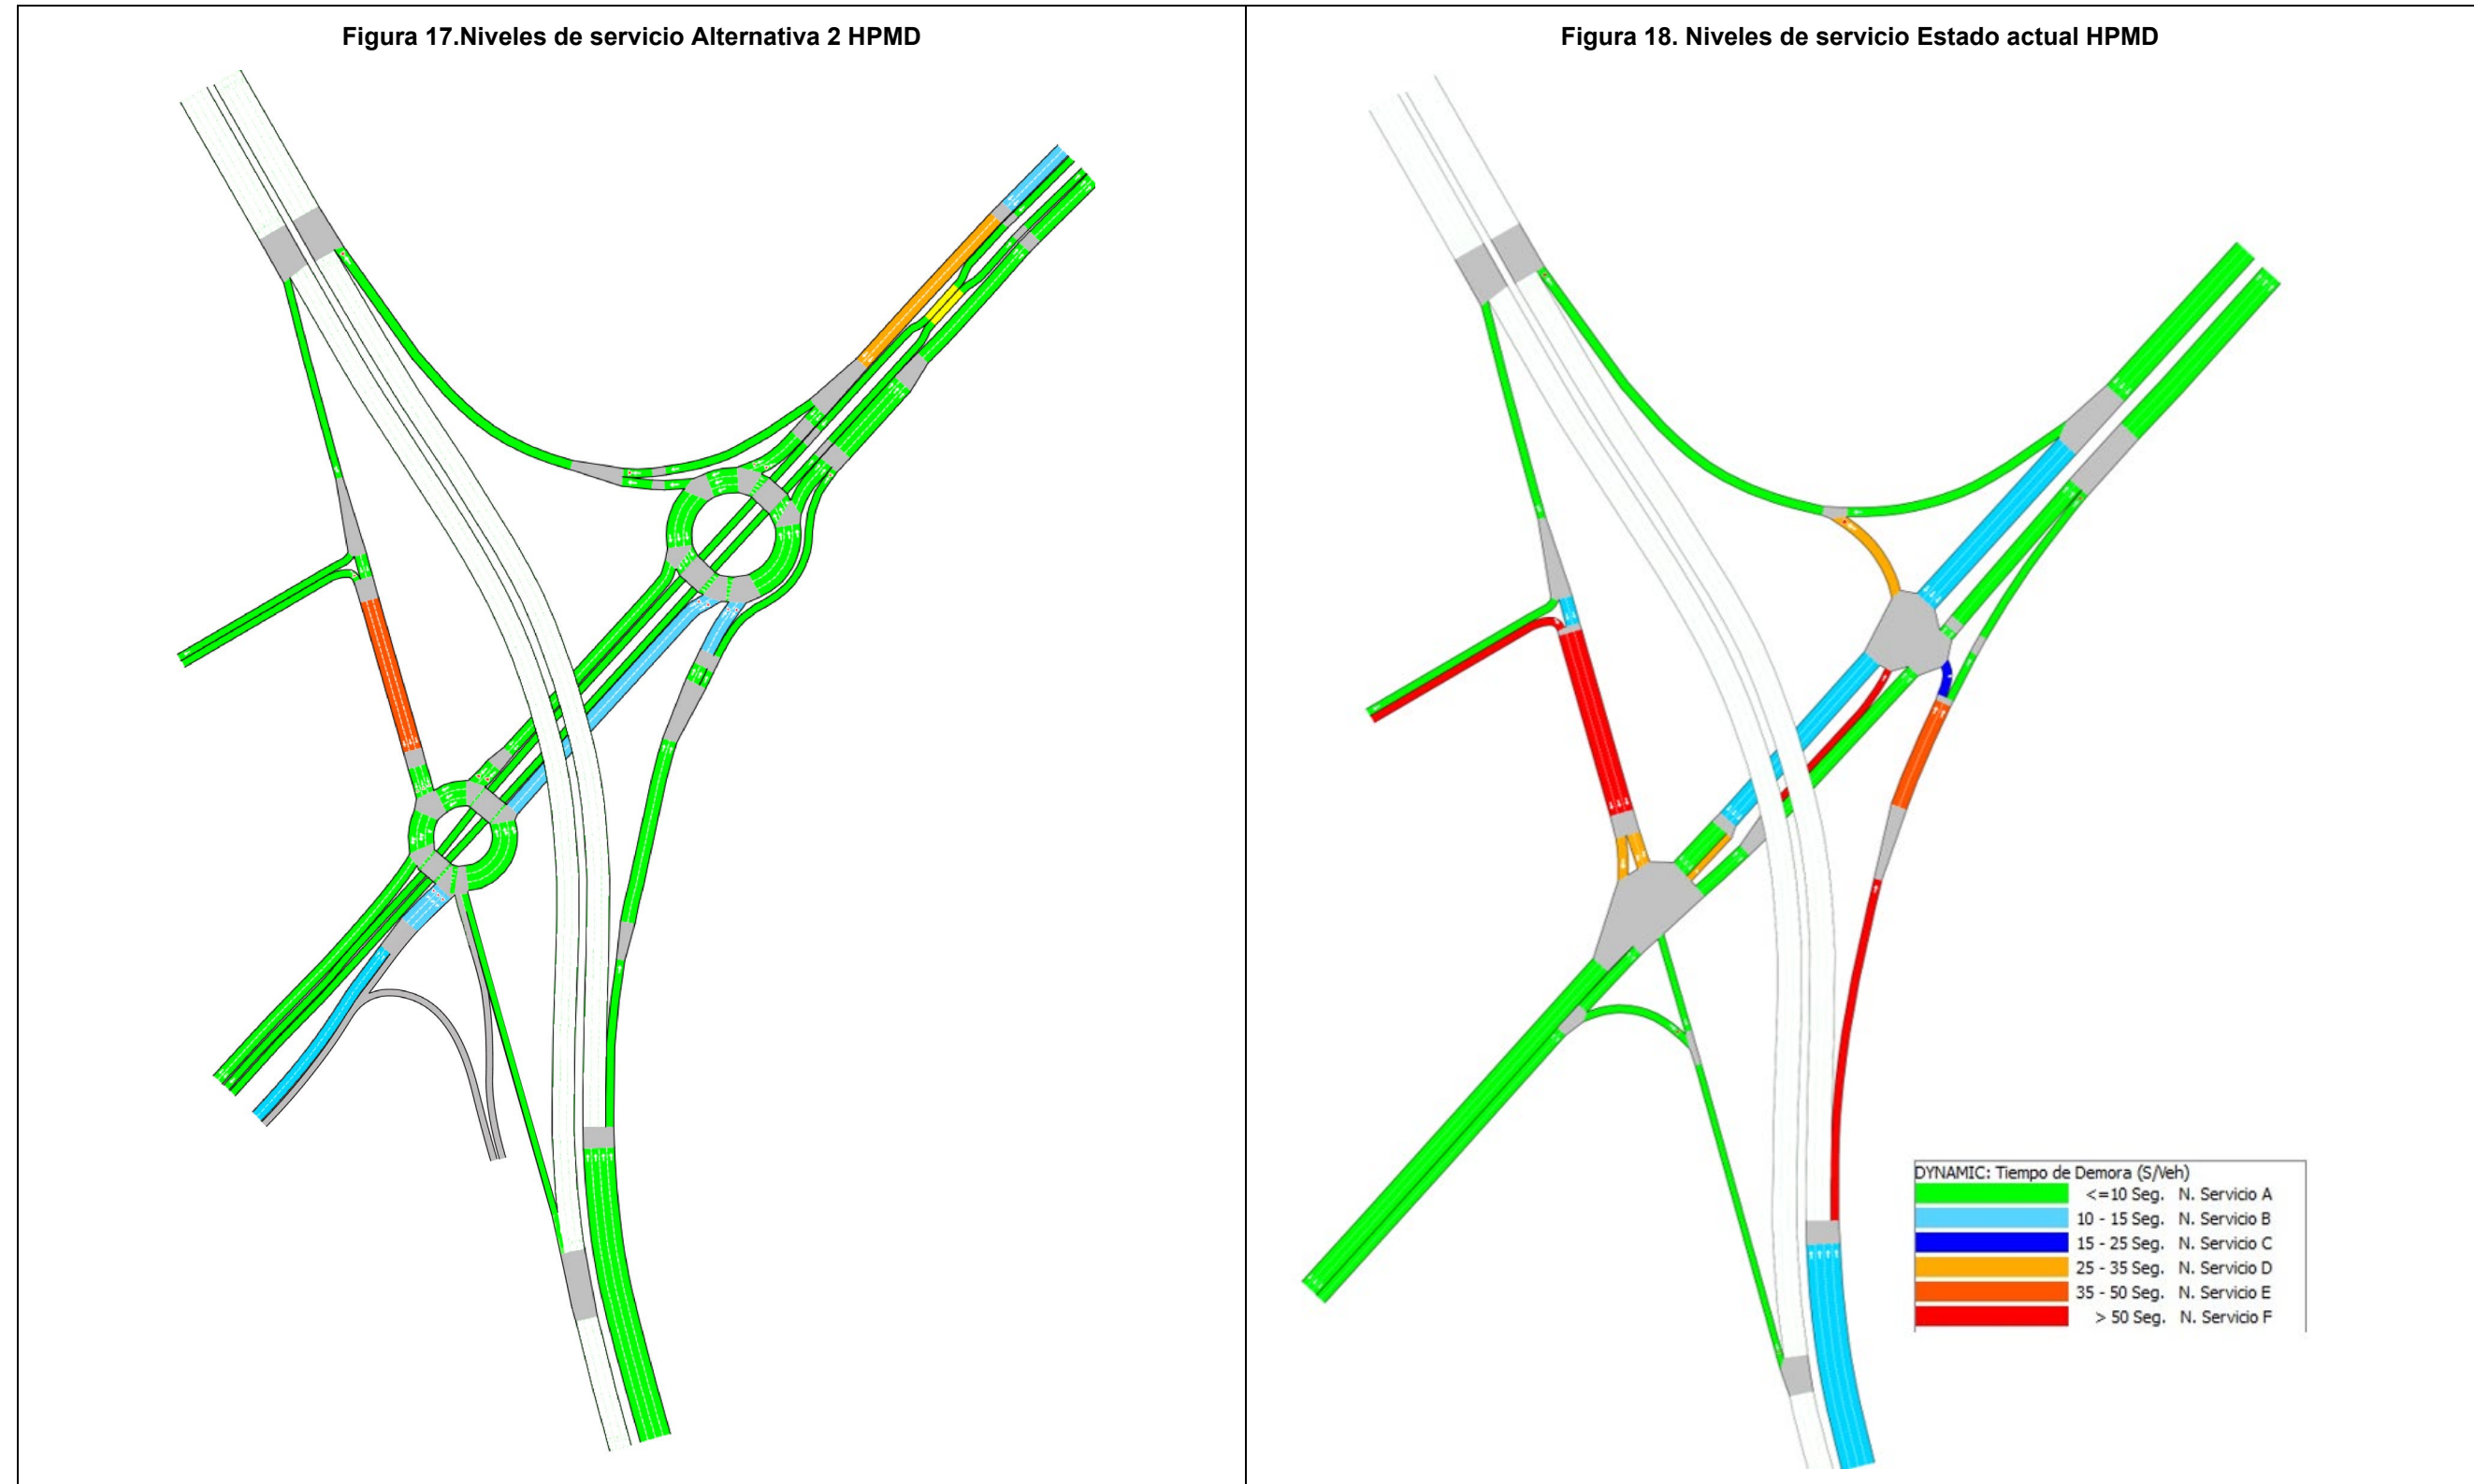 Figura 17.Niveles de servicio Alternativa 2 HPMD
Figura 18. Niveles de servicio Estado actual HPMD
DYNAMIC: Tiempo de Demora (S/Veh)
<=10 Seg. N. Servicio A
10 - 15 Seg. N. Servicio B
15 - 25 Seg. N. Servicio C
25 - 35 Seg. N. Servicio D
35 - 50 Seg. N. Servicio E
> 50 Seg. N. Servicio F